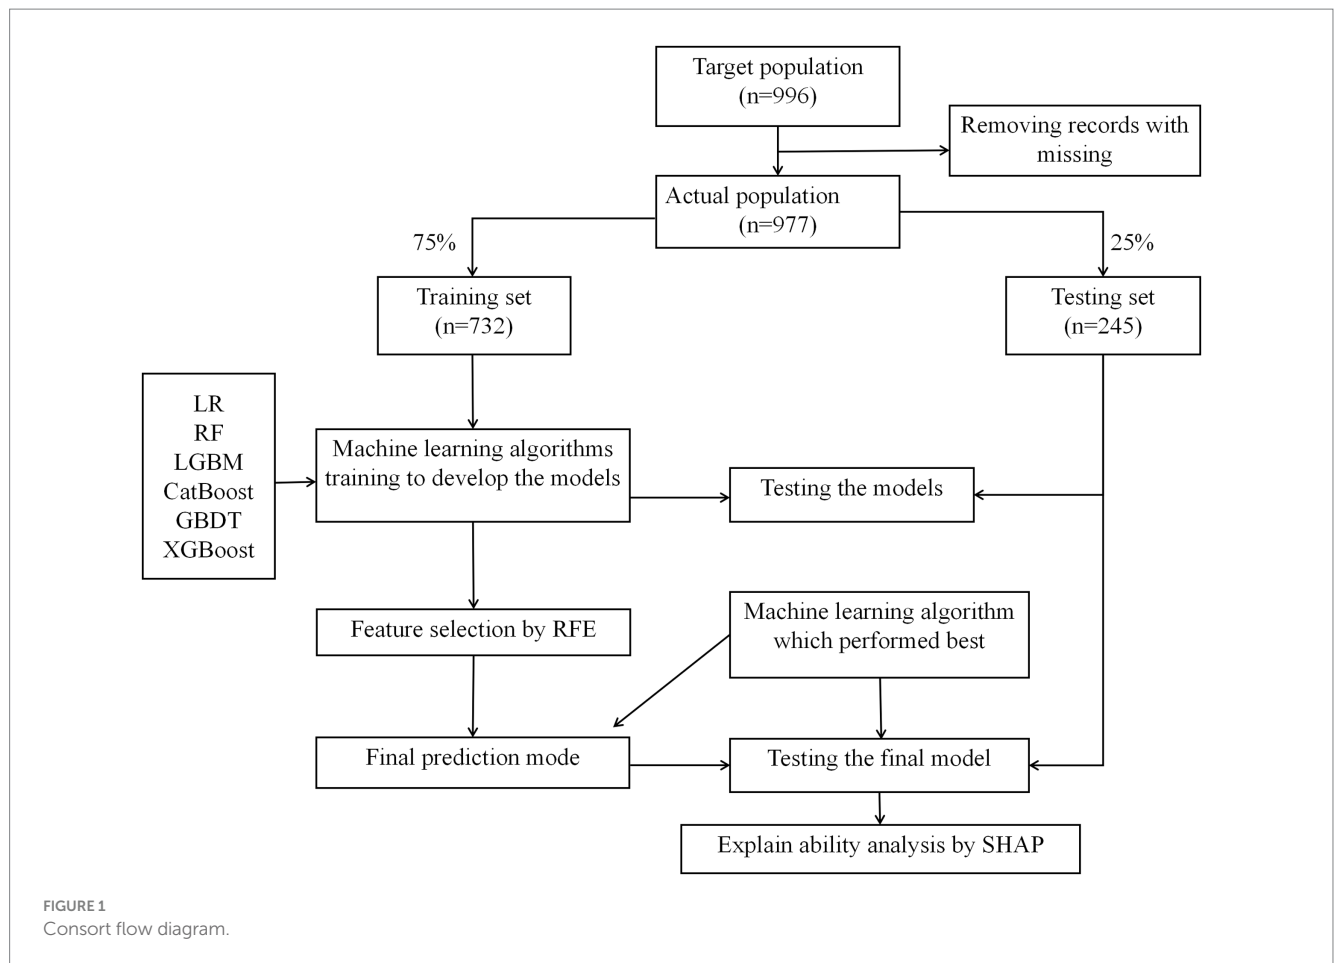 Target population
(n=996)
Removing records with
missing
Actual population
(n=977)
75%
25%
Training set
(n=732)
Testing set
(n=245)
LR
RF
LGBM
CatBoost
GBDT
XGBoost
Machine learning algorithms
training to develop the models
Testing the models
Feature selection by RFE
Machine learning algorithm
which performed best
Final prediction mode
Testing the final model
Explain ability analysis by SHAP
FIGURE 1
Consort flow diagram.